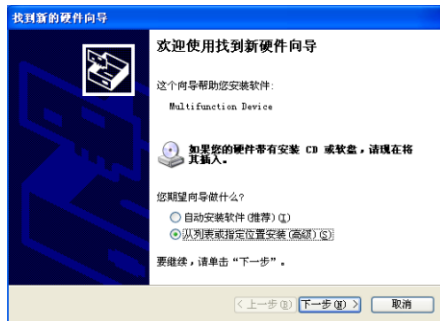 找到新的硬件向导
欢迎使用找到新硬件向导
这个向导帮助您安装软件:
Multifunction Device
如果您的硬件带有安装 CD 或软盘，请现在将
其插入。
您期望向导做什么?
自动安装软件(推荐)(I)
从列表或指定位置安装(高级)(S)
要继续，请单击“下一步”。
<上一步(B) 下一步(N)> 取消